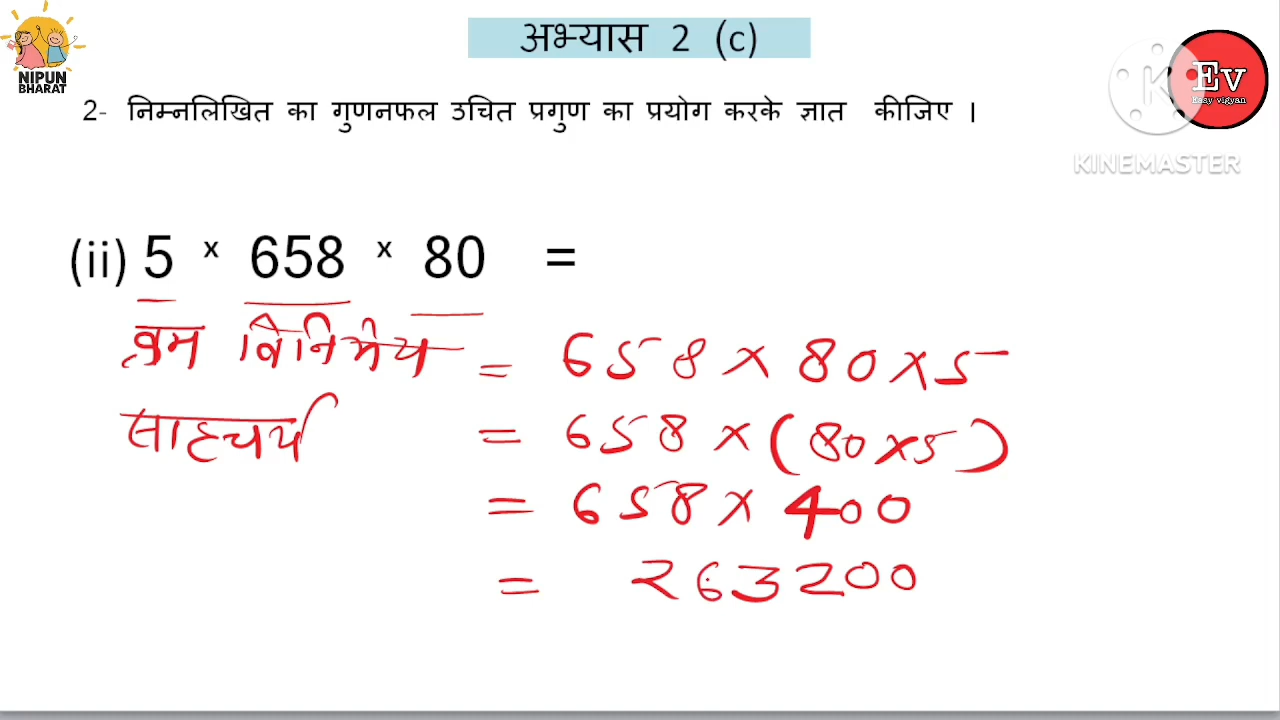 अभ्यास 2 (c)
NIPUN
BHARAT
Ev
Easy vigyan
KINEMASTER
2- निम्नलिखित का गुणनफल उचित प्रगुण का प्रयोग करके ज्ञात कीजिए ।
(ii) 5 x 658 x 80 =
क्रम विनिमेय = 658 × 80 × 5
साहचर्य = 658 × (80 × 5)
= 658 × 400
= 263200